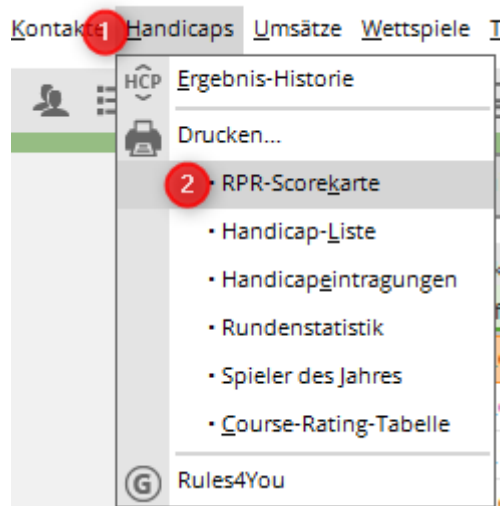 Kontakte 1 Handicaps Umsätze Wettspiele
HCP Ergebnis-Historie
Drucken...
2 · RPR-Scorekarte
· Handicap-Liste
· Handicapeintragungen
· Rundenstatistik
· Spieler des Jahres
· Course-Rating-Tabelle
G Rules4You